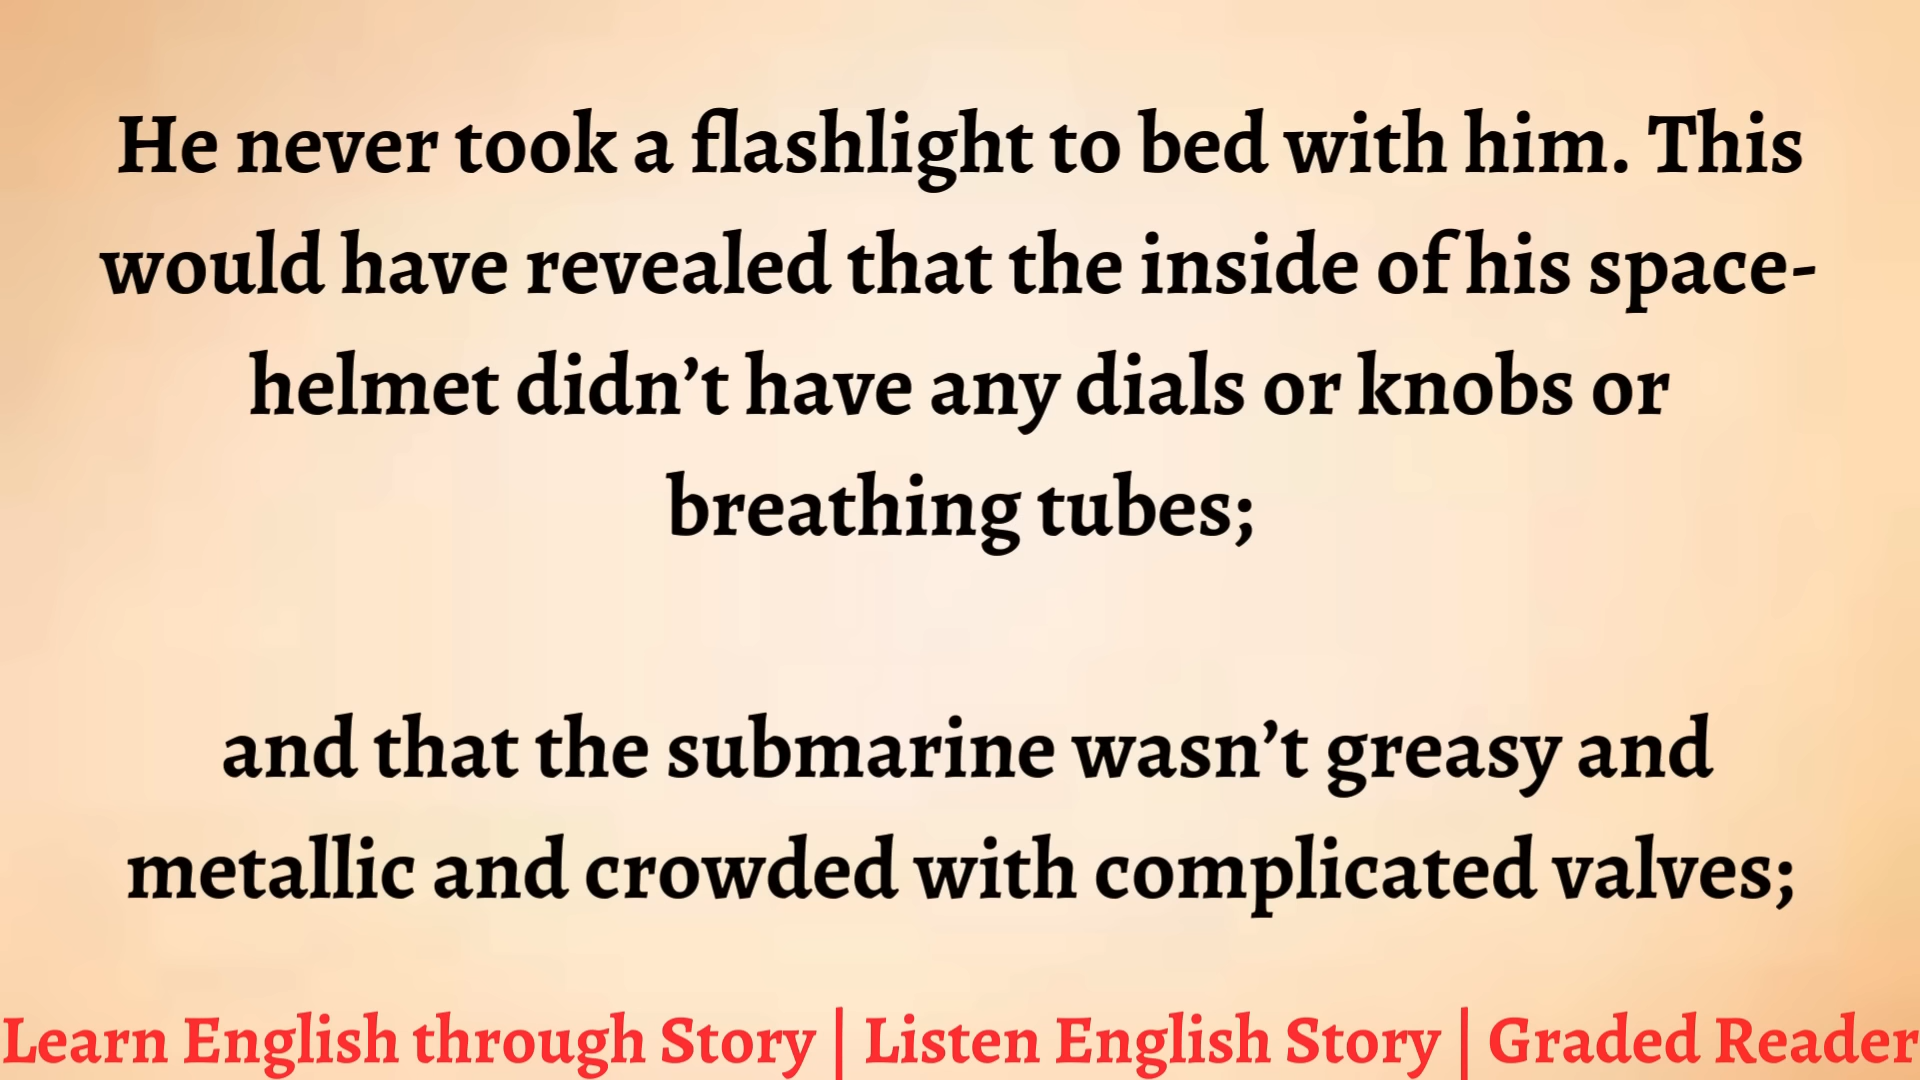 He never took a flashlight to bed with him. This
would have revealed that the inside of his space-
helmet didn’t have any dials or knobs or
breathing tubes;
and that the submarine wasn’t greasy and
metallic and crowded with complicated valves;
Learn English through Story | Listen English Story | Graded Reader